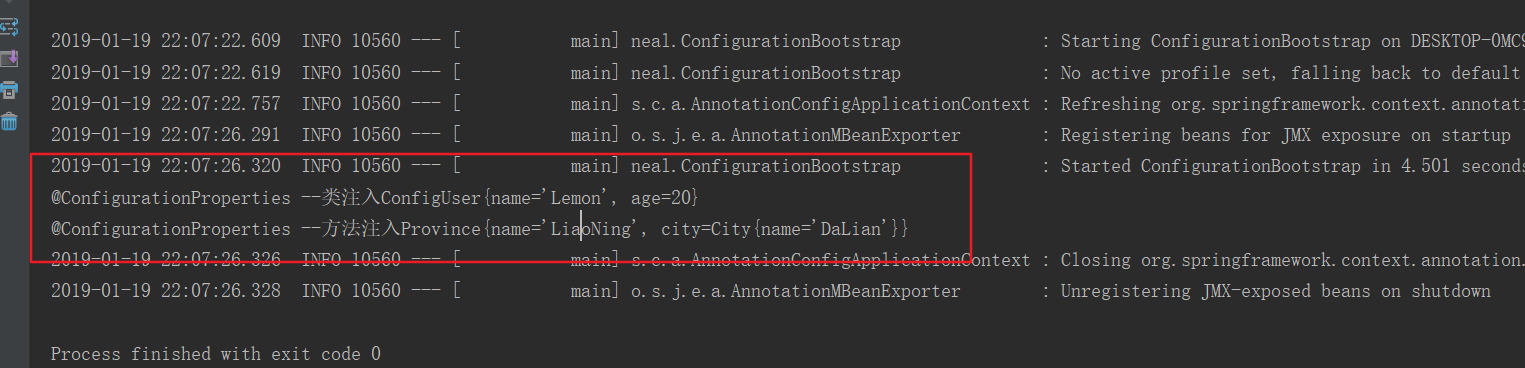 2019-01-19 22:07:22.609  INFO 10560 --- [           main] neal.ConfigurationBootstrap              : Starting ConfigurationBootstrap on DESKTOP-0MC9
2019-01-19 22:07:22.619  INFO 10560 --- [           main] neal.ConfigurationBootstrap              : No active profile set, falling back to default
2019-01-19 22:07:22.757  INFO 10560 --- [           main] s.c.a.AnnotationConfigApplicationContext : Refreshing org.springframework.context.annotati
2019-01-19 22:07:26.291  INFO 10560 --- [           main] o.s.j.e.a.AnnotationMBeanExporter        : Registering beans for JMX exposure on startup
2019-01-19 22:07:26.320  INFO 10560 --- [           main] neal.ConfigurationBootstrap              : Started ConfigurationBootstrap in 4.501 seconds
@ConfigurationProperties --类注入ConfigUser{name='Lemon', age=20}
@ConfigurationProperties --方法注入Province{name='LiaoNing', city=City{name='DaLian'}}
2019-01-19 22:07:26.326  INFO 10560 --- [           main] s.c.a.AnnotationConfigApplicationContext : Closing org.springframework.context.annotation.
2019-01-19 22:07:26.328  INFO 10560 --- [           main] o.s.j.e.a.AnnotationMBeanExporter        : Unregistering JMX-exposed beans on shutdown
Process finished with exit code 0